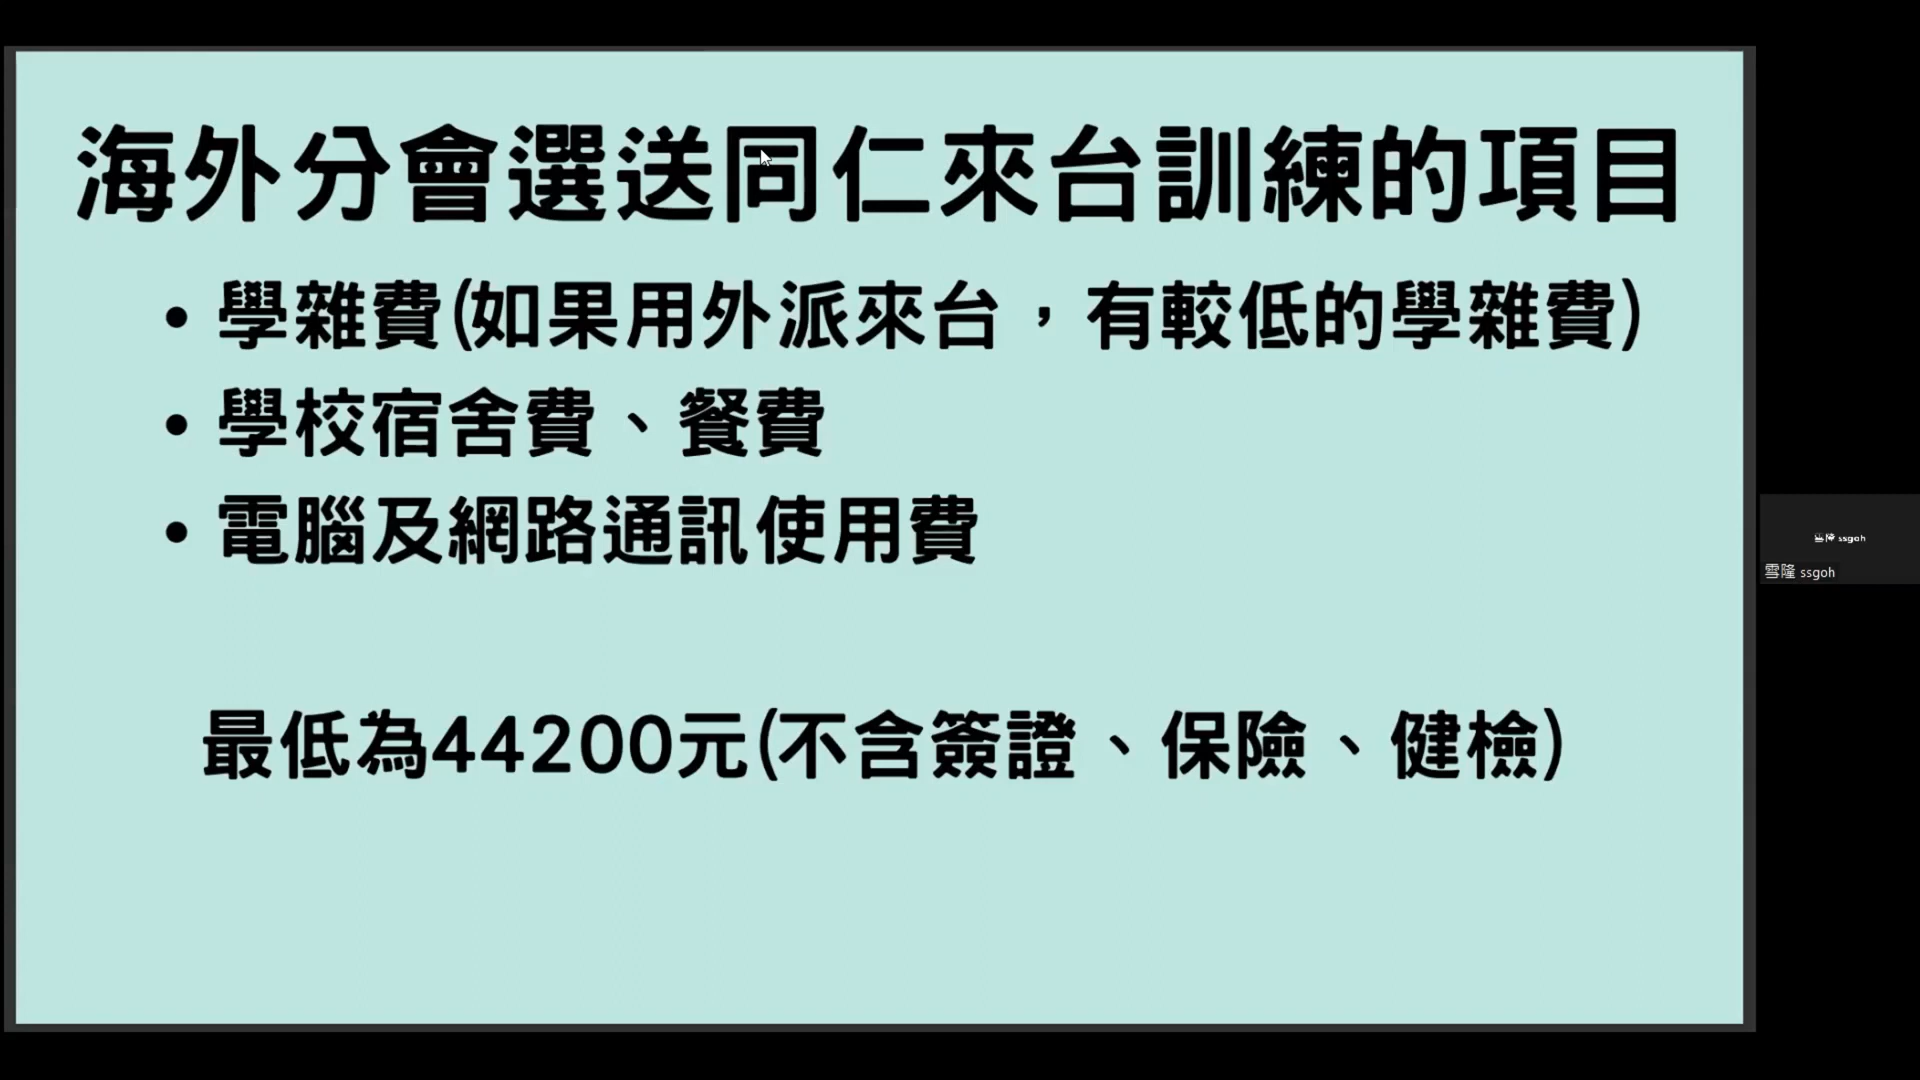 海外分會選送同仁來台訓練的項目
• 學雜費(如果用外派來台，有較低的學雜費)
• 學校宿舍費、餐費
• 電腦及網路通訊使用費
最低為44200元(不含簽證、保險、健檢)
雪隆 ssgoh
雪隆 ssgoh